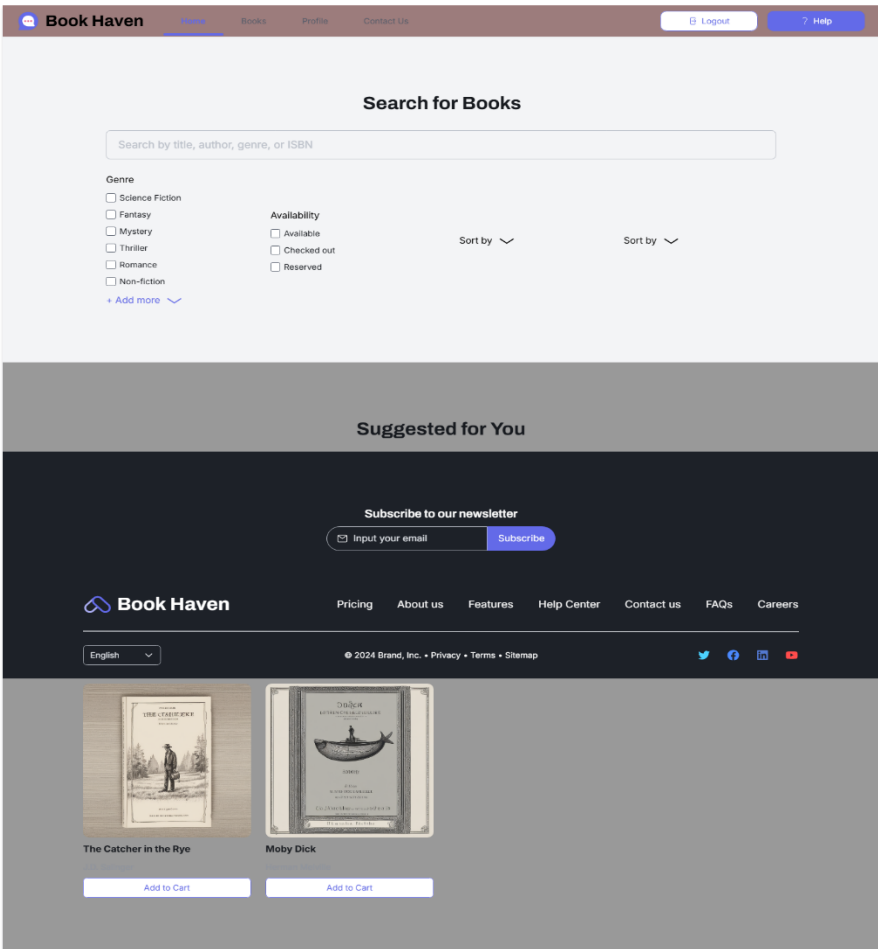 Book Haven Home Books Profile Contact Us Logout ? Help
Search for Books
Search by title, author, genre, or ISBN
Genre
Science Fiction
Fantasy
Mystery
Thriller
Romance
Non-fiction
+ Add more
Availability
Available
Checked out
Reserved
Sort by
Sort by
Suggested for You
Subscribe to our newsletter
Input your email Subscribe
Book Haven Pricing About us Features Help Center Contact us FAQs Careers
English © 2024 Brand, Inc. • Privacy • Terms • Sitemap
The Catcher in the Rye
Add to Cart
Moby Dick
Add to Cart